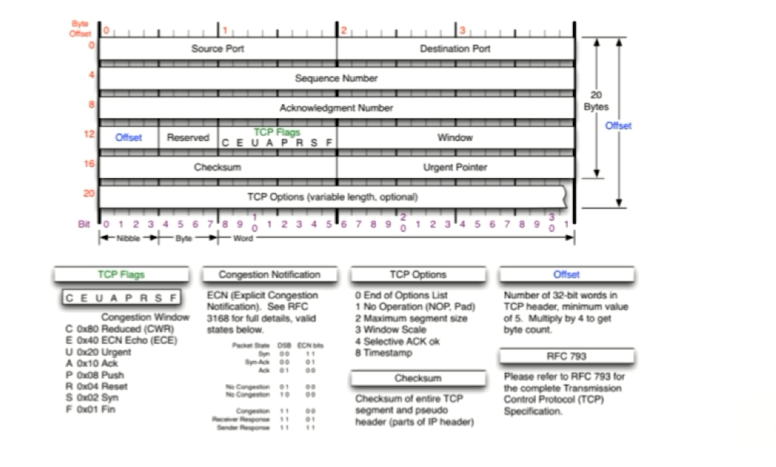 Byte
Offset
0 1 2 3
0 Source Port Destination Port
4 Sequence Number
8 Acknowledgment Number
20
Bytes
12 Offset Reserved TCP Flags Window
C E U A P R S F
Offset
16 Checksum Urgent Pointer
20 TCP Options (variable length, optional)
Bit 0 1 2 3 4 5 6 7 8 9 1 0 1 2 3 4 5 6 7 8 9 2 0 1 2 3 4 5 6 7 8 9 3 0 1
Nibble Byte Word
TCP Flags
C E U A P R S F
Congestion Window
C 0x80 Reduced (CWR)
E 0x40 ECN Echo (ECE)
U 0x20 Urgent
A 0x10 Ack
P 0x08 Push
R 0x04 Reset
S 0x02 Syn
F 0x01 Fin
Congestion Notification
ECN (Explicit Congestion
Notification). See RFC
3168 for full details, valid
states below.
Packet State DSB ECN bits
Syn 0 0 1 1
Syn-Ack 0 0 0 1
Ack 0 1 0 0
No Congestion 0 1 0 0
No Congestion 1 0 0 0
Congestion 1 1 0 0
Receiver Response 1 1 0 1
Sender Response 1 1 1 1
TCP Options
0 End of Options List
1 No Operation (NOP, Pad)
2 Maximum segment size
3 Window Scale
4 Selective ACK ok
8 Timestamp
Checksum
Checksum of entire TCP
segment and pseudo
header (parts of IP header)
Offset
Number of 32-bit words in
TCP header, minimum value
of 5. Multiply by 4 to get
byte count.
RFC 793
Please refer to RFC 793 for
the complete Transmission
Control Protocol (TCP)
Specification.